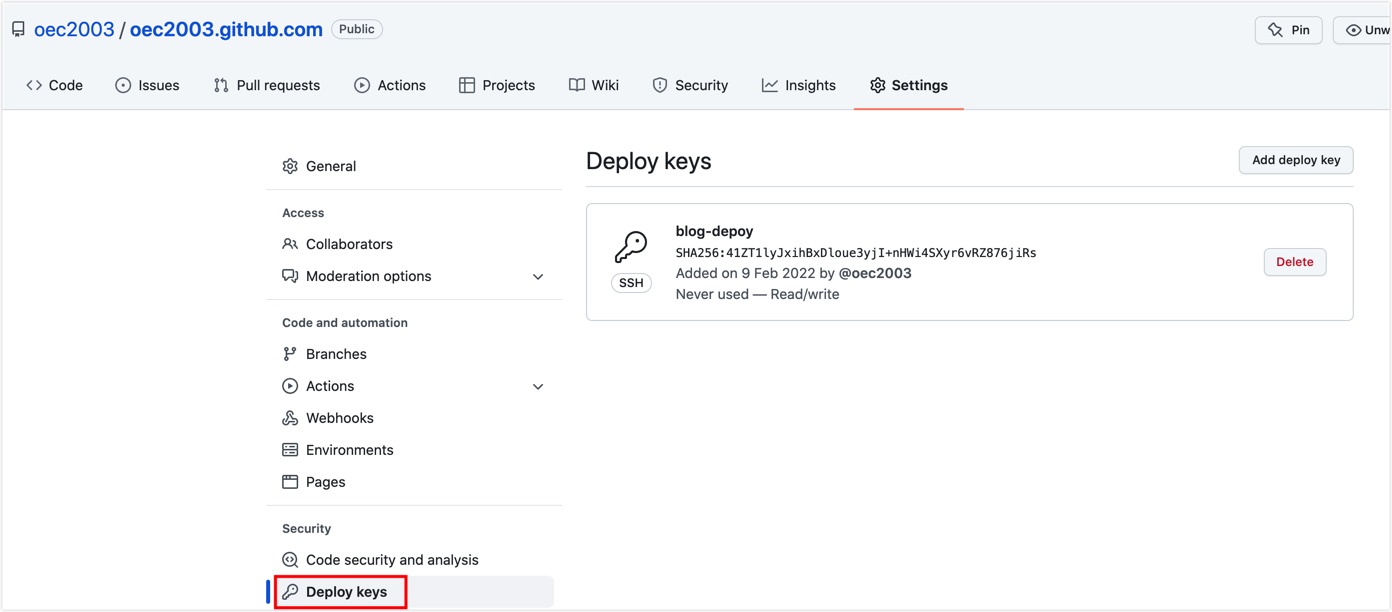 oec2003 / oec2003.github.com Public
Pin
Unw
Code Issues Pull requests Actions Projects Wiki Security Insights Settings
General
Access
Collaborators
Moderation options
Code and automation
Branches
Actions
Webhooks
Environments
Pages
Security
Code security and analysis
Deploy keys
Deploy keys
Add deploy key
blog-depoy
SHA256:41ZT1lyJxihBxDloue3yjI+nHWi4SXyr6vRZ876jiRs
Added on 9 Feb 2022 by @oec2003
Never used — Read/write
SSH
Delete